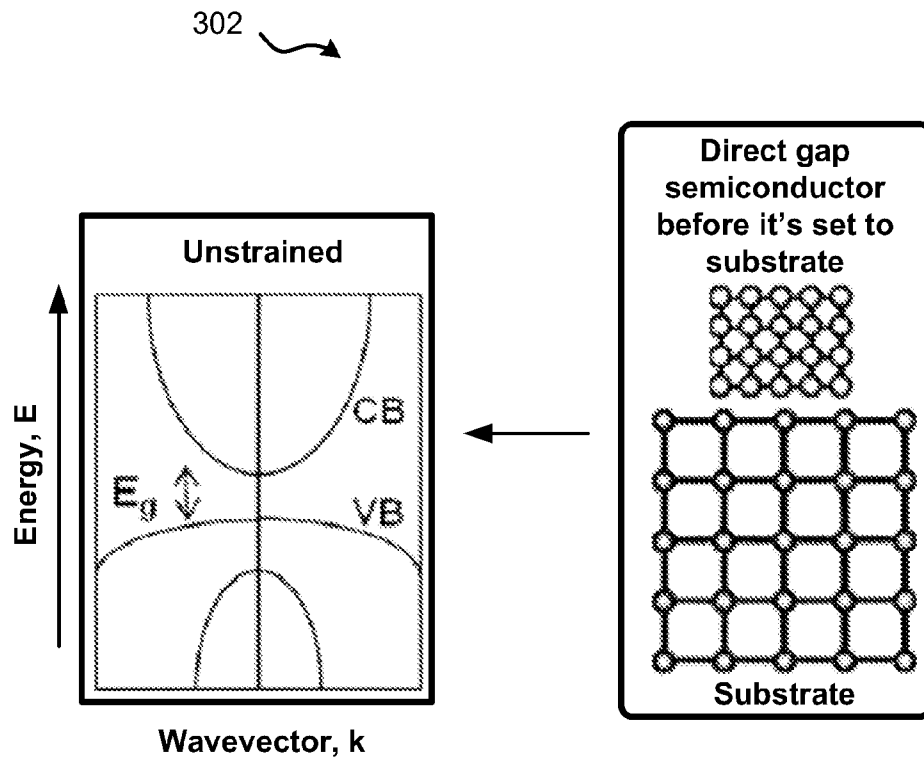 302
Direct gap
semiconductor
before it's set to
substrate
Unstrained
Energy, E
CB
E_g
VB
Substrate
Wavevector, k